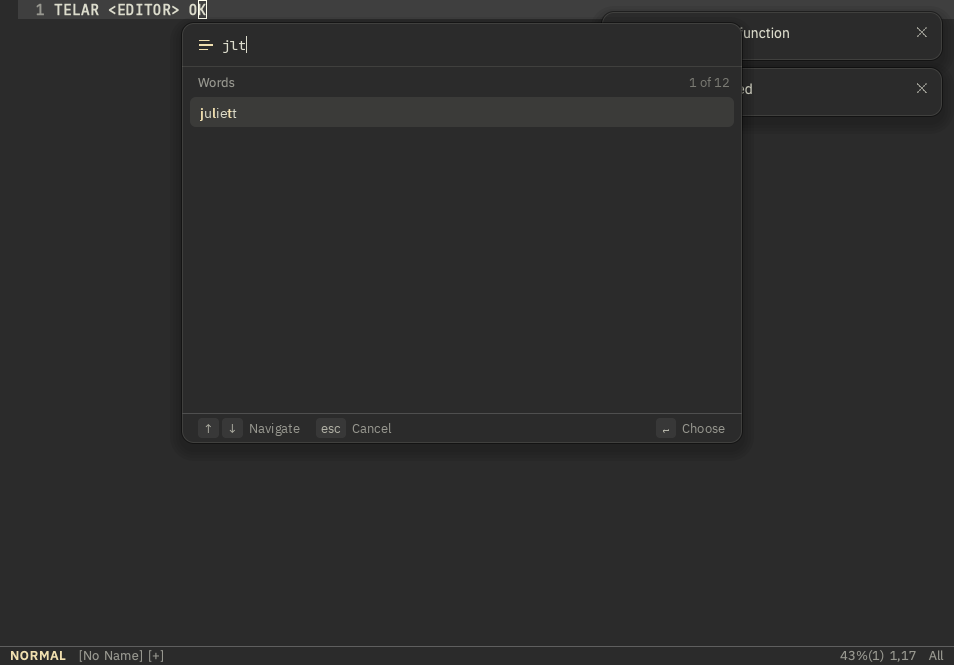 1 TELAR <EDITOR> OK
jlt
unction
Words 1 of 12
ed
juliett
↑ ↓ Navigate esc Cancel ↵ Choose
NORMAL [No Name] [+] 43%(1) 1,17 All